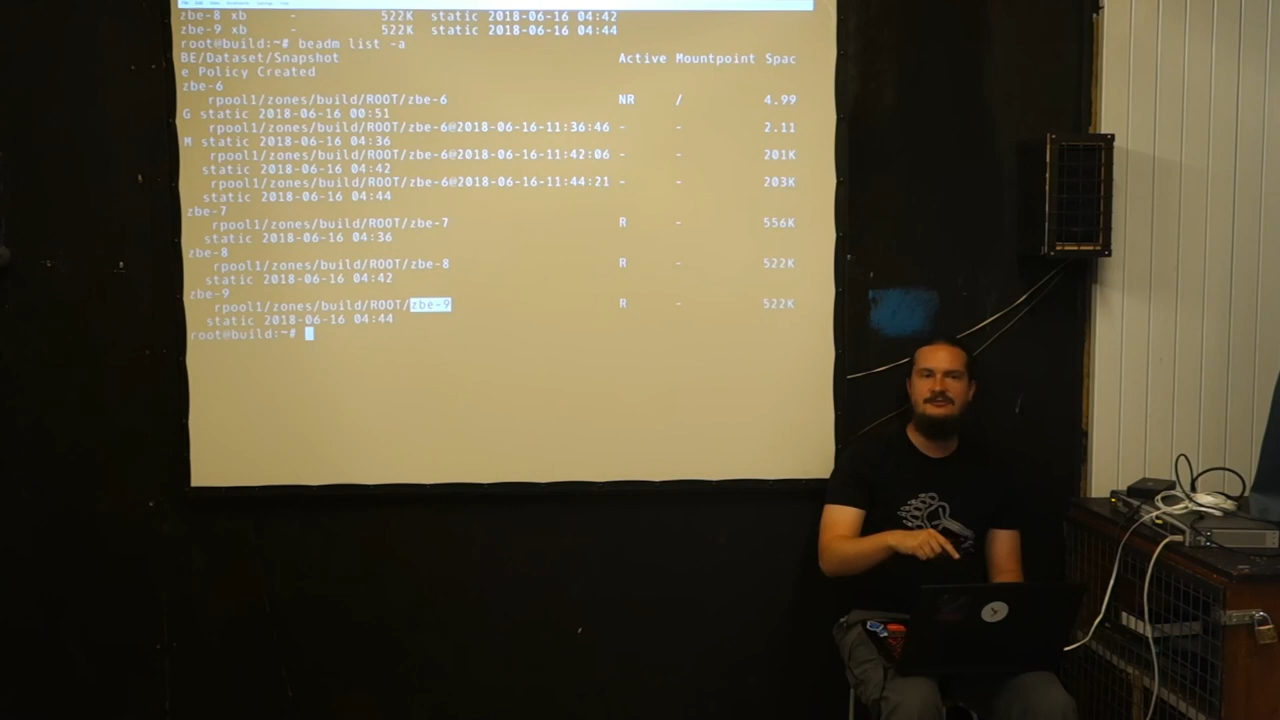 zbe-8 xb - 522K static 2018-06-16 04:42
zbe-9 xb - 522K static 2018-06-16 04:44
root@build:~# beadm list -a
BE/Dataset/Snapshot Active Mountpoint Spac
e Policy Created
zbe-6
rpool1/zones/build/ROOT/zbe-6 NR / 4.99
G static 2018-06-16 00:51
rpool1/zones/build/ROOT/zbe-6@2018-06-16-11:36:46 - - 2.11
M static 2018-06-16 04:36
rpool1/zones/build/ROOT/zbe-6@2018-06-16-11:42:06 - - 201K
static 2018-06-16 04:42
rpool1/zones/build/ROOT/zbe-6@2018-06-16-11:44:21 - - 203K
static 2018-06-16 04:44
zbe-7
rpool1/zones/build/ROOT/zbe-7 R - 556K
static 2018-06-16 04:36
zbe-8
rpool1/zones/build/ROOT/zbe-8 R - 522K
static 2018-06-16 04:42
zbe-9
rpool1/zones/build/ROOT/zbe-9 R - 522K
static 2018-06-16 04:44
root@build:~#